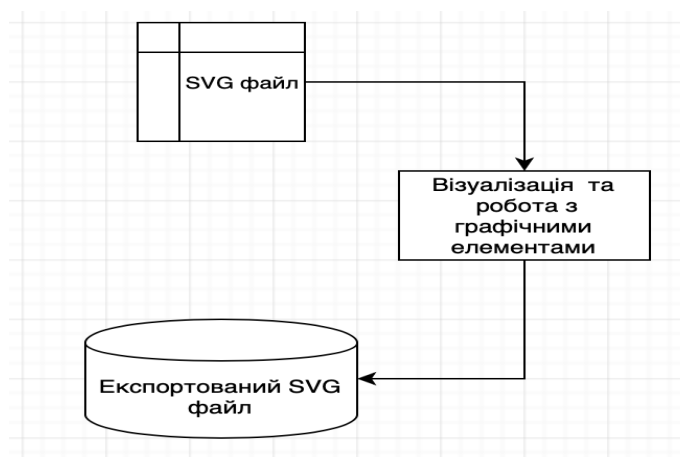 SVG файл
Візуалізація та
робота з
графічними
елементами
Експортований SVG
файл